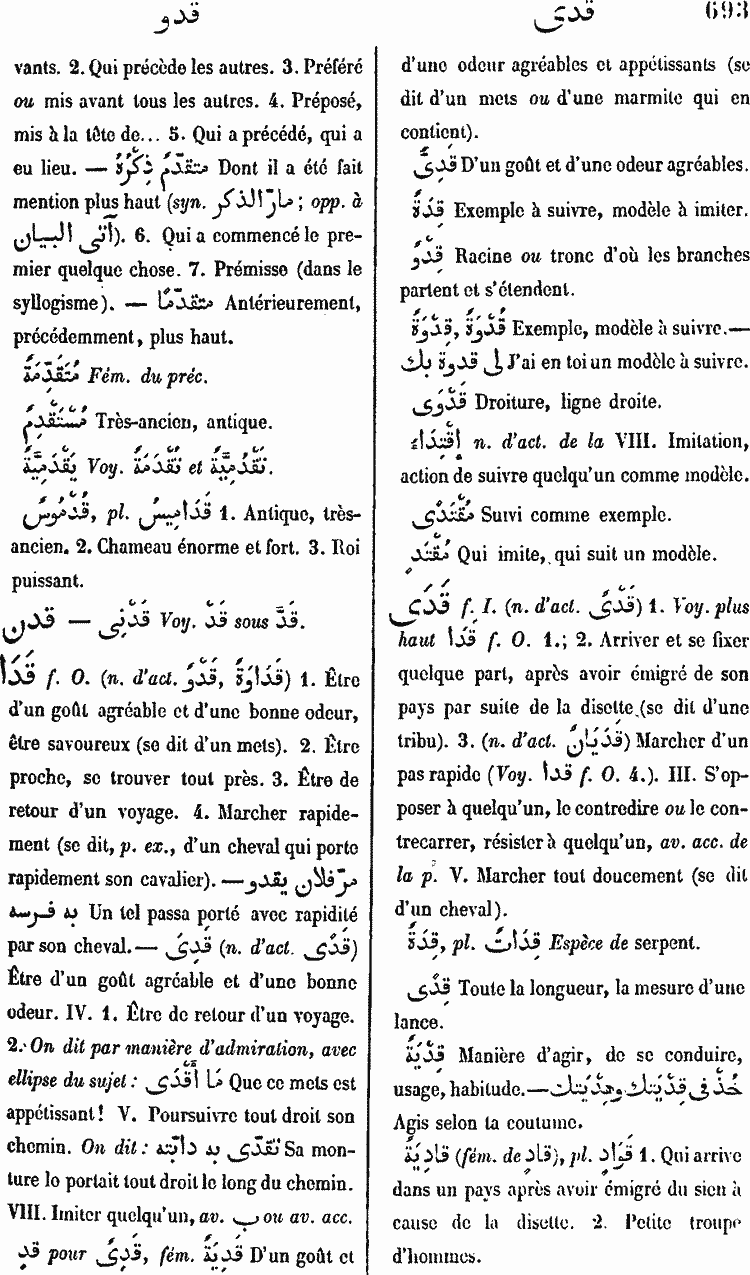 قدو
قدى
693
vants. 2. Qui précède les autres. 3. Préféré
ou mis avant tous les autres. 4. Préposé,
mis à la tête de... 5. Qui a précédé, qui a
eu lieu. — متقدّم ذِكْرُهُ Dont il a été fait
mention plus haut (syn. مارّ الذكر ; opp. à
آتى البيان). 6. Qui a commencé le pre-
mier quelque chose. 7. Prémisse (dans le
syllogisme). — متقدّمًا Antérieurement,
précédemment, plus haut.
مُتَقَدِّمَةٌ Fém. du préc.
مُسْتَقْدِمٌ Très-ancien, antique.
يَقْدُمِيَّةٌ Voy. تُقْدُمَةٌ et تَقْدُمِيَّةٌ.
قُدْمُوسٌ, pl. قَدَامِيسُ 1. Antique, très-
ancien. 2. Chameau énorme et fort. 3. Roi
puissant.
قدن — قَدْنِى Voy. قَدْ sous قَدَّ.
قَدَا f. O. (n. d'act. قَدْوٌ, قَدَاوَةٌ) 1. Être
d'un goût agréable et d'une bonne odeur,
être savoureux (se dit d'un mets). 2. Être
proche, se trouver tout près. 3. Être de
retour d'un voyage. 4. Marcher rapide-
ment (se dit, p. ex., d'un cheval qui porte
rapidement son cavalier). — مرّ فلان يقدو
به فرسه Un tel passa porté avec rapidité
par son cheval. — قَدِىَ (n. d'act. قَدًى)
Être d'un goût agréable et d'une bonne
odeur. IV. 1. Être de retour d'un voyage.
2. On dit par manière d'admiration, avec
ellipse du sujet : مَا أَقْدَى Que ce mets est
appétissant! V. Poursuivre tout droit son
chemin. On dit : تقدّى به دابّته Sa mon-
ture le portait tout droit le long du chemin.
VIII. Imiter quelqu'un, av. ب ou av. acc.
قَدٍ pour قَدِىٌ, fém. قَدِيَةٌ D'un goût et
d'une odeur agréables et appétissants (se
dit d'un mets ou d'une marmite qui en
contient).
قَدِىٌّ D'un goût et d'une odeur agréables.
قِدَةٌ Exemple à suivre, modèle à imiter.
قِدْوٌ Racine ou tronc d'où les branches
partent et s'étendent.
قُدْوَةٌ, قِدْوَةٌ Exemple, modèle à suivre. —
لى قدوة بك J'ai en toi un modèle à suivre.
قَدْوَى Droiture, ligne droite.
إِقْتِدَاءٌ n. d'act. de la VIII. Imitation,
action de suivre quelqu'un comme modèle.
مُقْتَدًى Suivi comme exemple.
مُقْتَدٍ Qui imite, qui suit un modèle.
قَدَى f. I. (n. d'act. قَدْىٌ) 1. Voy. plus
haut قَدَا f. O. 1.; 2. Arriver et se fixer
quelque part, après avoir émigré de son
pays par suite de la disette (se dit d'une
tribu). 3. (n. d'act. قَدَيَانٌ) Marcher d'un
pas rapide (Voy. قدا f. O. 4.). III. S'op-
poser à quelqu'un, le contredire ou le con-
trecarrer, résister à quelqu'un, av. acc. de
la p. V. Marcher tout doucement (se dit
d'un cheval).
قِدَةٌ, pl. قِدَاتٌ Espèce de serpent.
قِدًى Toute la longueur, la mesure d'une
lance.
قِدْيَةٌ Manière d'agir, de se conduire,
usage, habitude. — خُذْ فى قِدْيَتِكَ وهِدْيَتِكَ
Agis selon ta coutume.
قَادِيَةٌ (fém. de قَادٍ), pl. قَوَادٍ 1. Qui arrive
dans un pays après avoir émigré du sien à
cause de la disette. 2. Petite troupe
d'hommes.